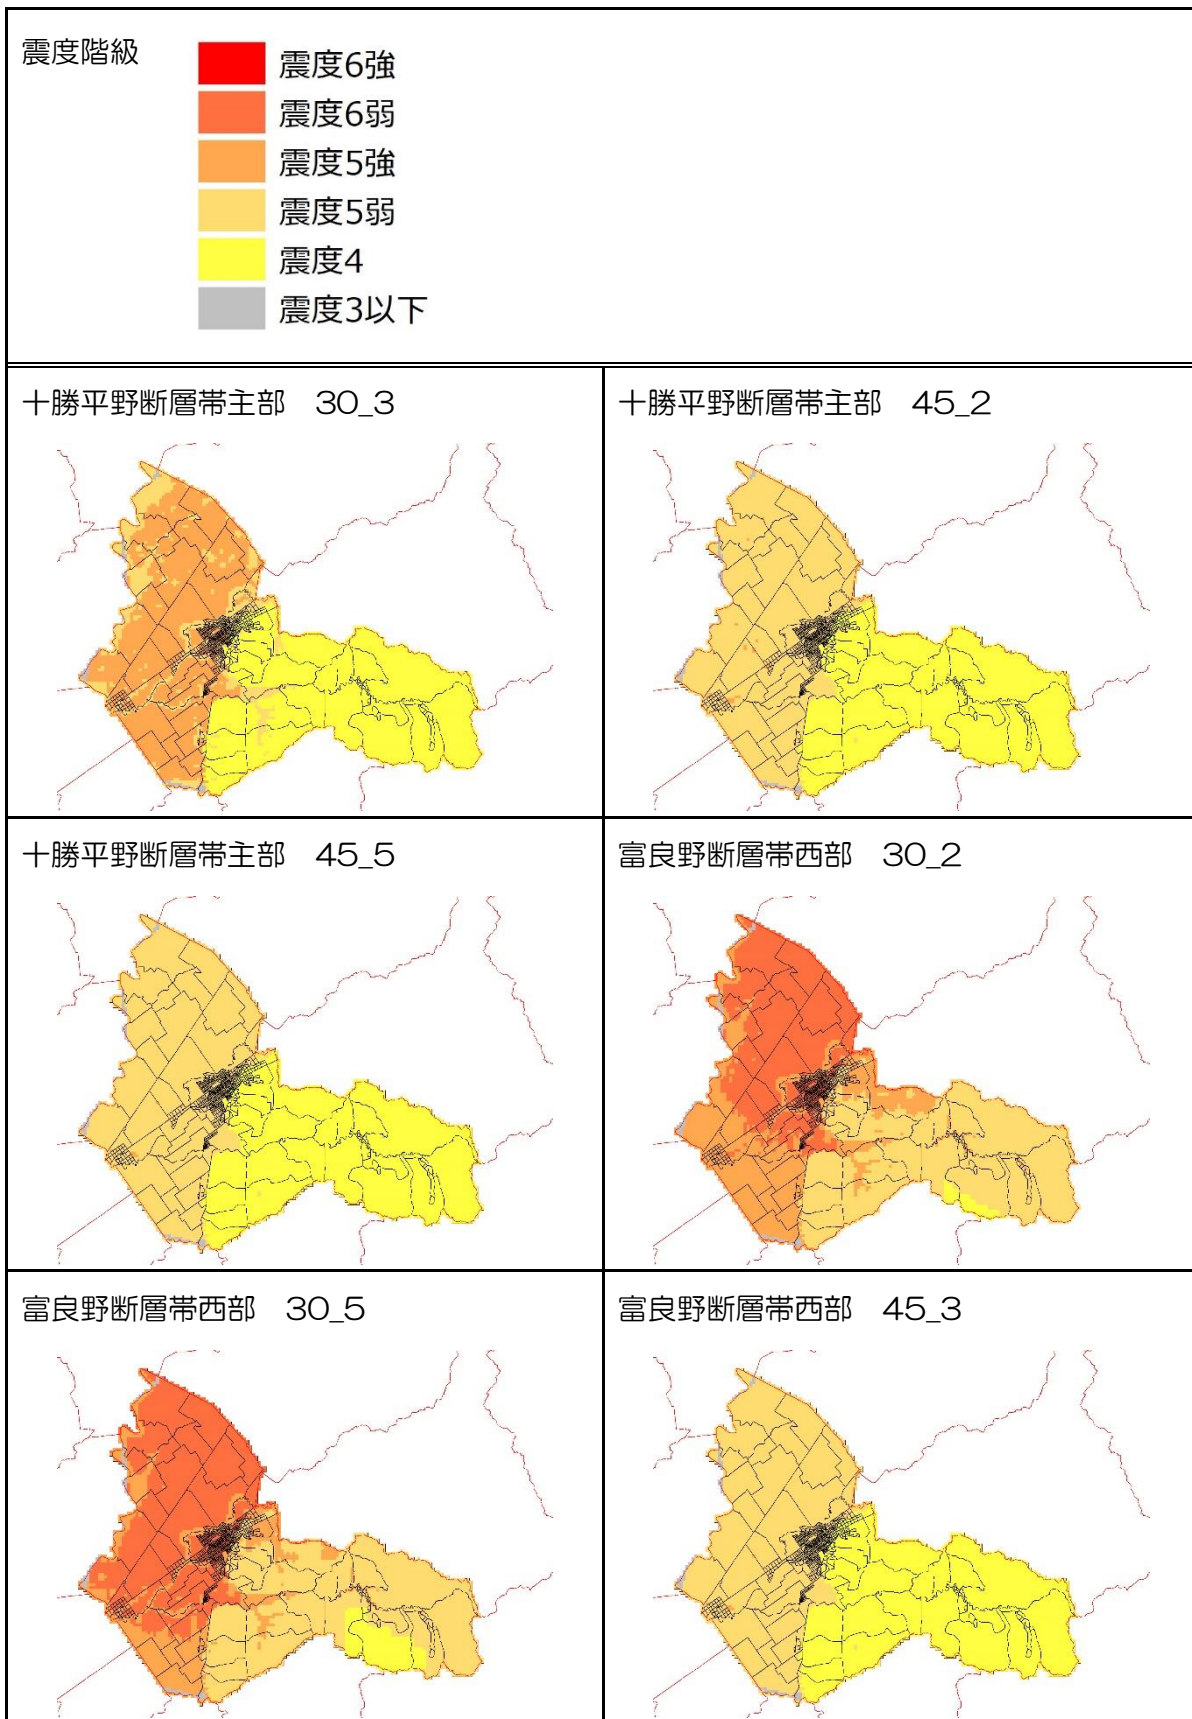 震度階級
震度6強
震度6弱
震度5強
震度5弱
震度4
震度3以下
十勝平野断層帯主部　30_3
十勝平野断層帯主部　45_2
十勝平野断層帯主部　45_5
富良野断層帯西部　30_2
富良野断層帯西部　30_5
富良野断層帯西部　45_3